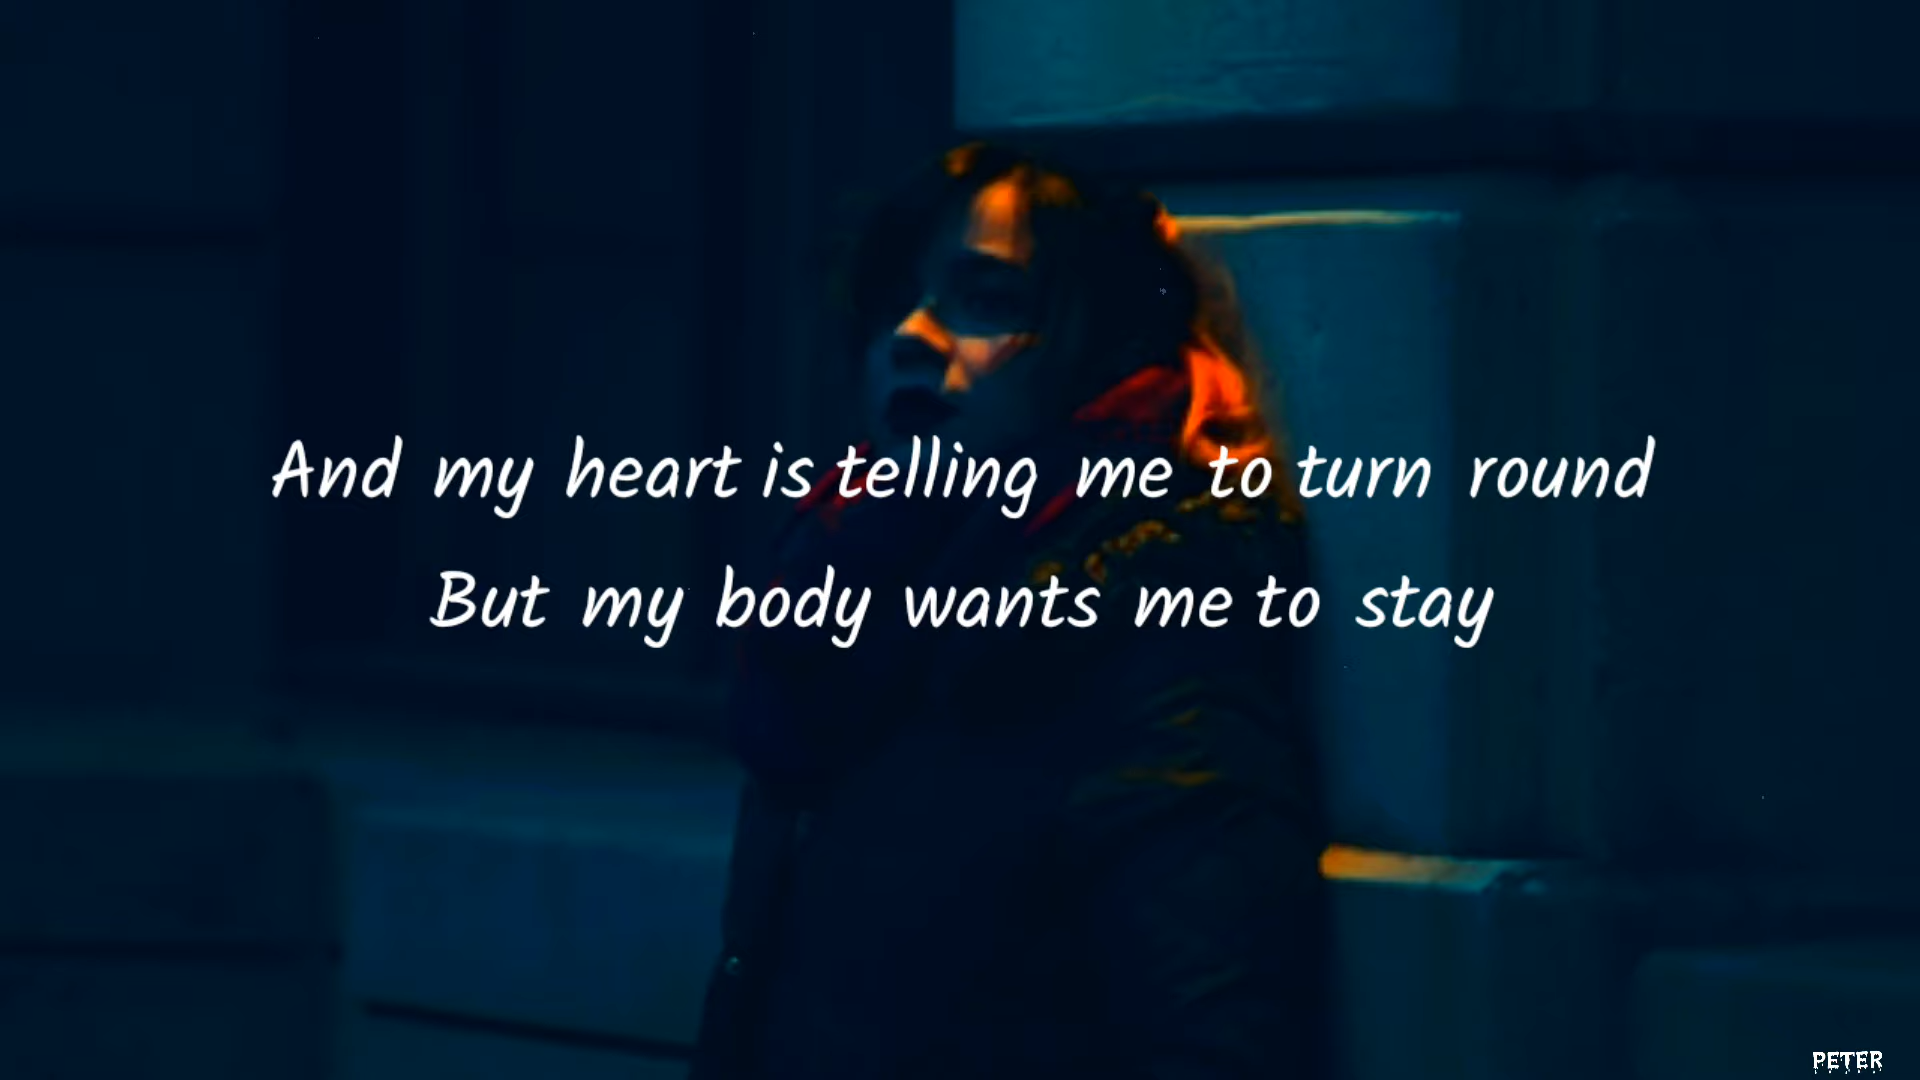 And my heart is telling me to turn round
But my body wants me to stay
PETER